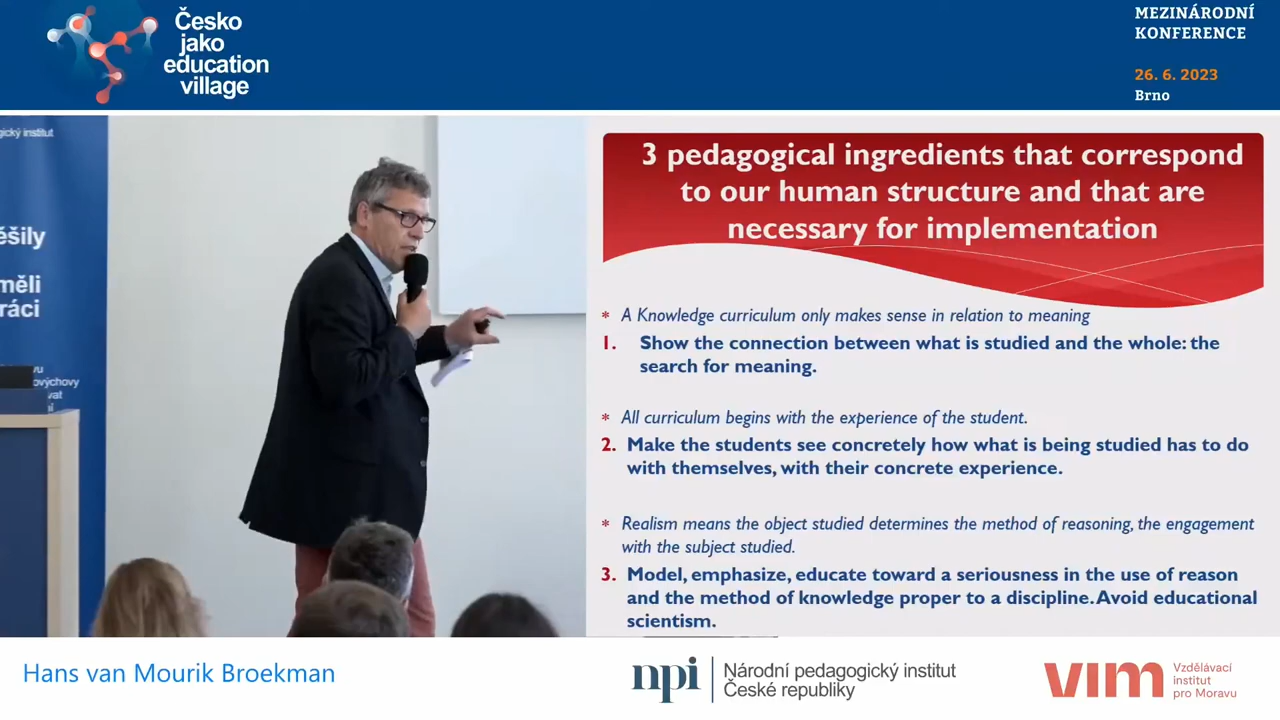 Česko
jako
education
village
MEZINÁRODNÍ
KONFERENCE
26. 6. 2023
Brno
gický institut
ěšily
měli
ráci
vu
ovýchovy
vat
ní
3 pedagogical ingredients that correspond
to our human structure and that are
necessary for implementation
* A Knowledge curriculum only makes sense in relation to meaning
1. Show the connection between what is studied and the whole: the
search for meaning.
* All curriculum begins with the experience of the student.
2. Make the students see concretely how what is being studied has to do
with themselves, with their concrete experience.
* Realism means the object studied determines the method of reasoning, the engagement
with the subject studied.
3. Model, emphasize, educate toward a seriousness in the use of reason
and the method of knowledge proper to a discipline. Avoid educational
scientism.
Hans van Mourik Broekman
npi
Národní pedagogický institut
České republiky
vim
Vzdělávací
institut
pro Moravu